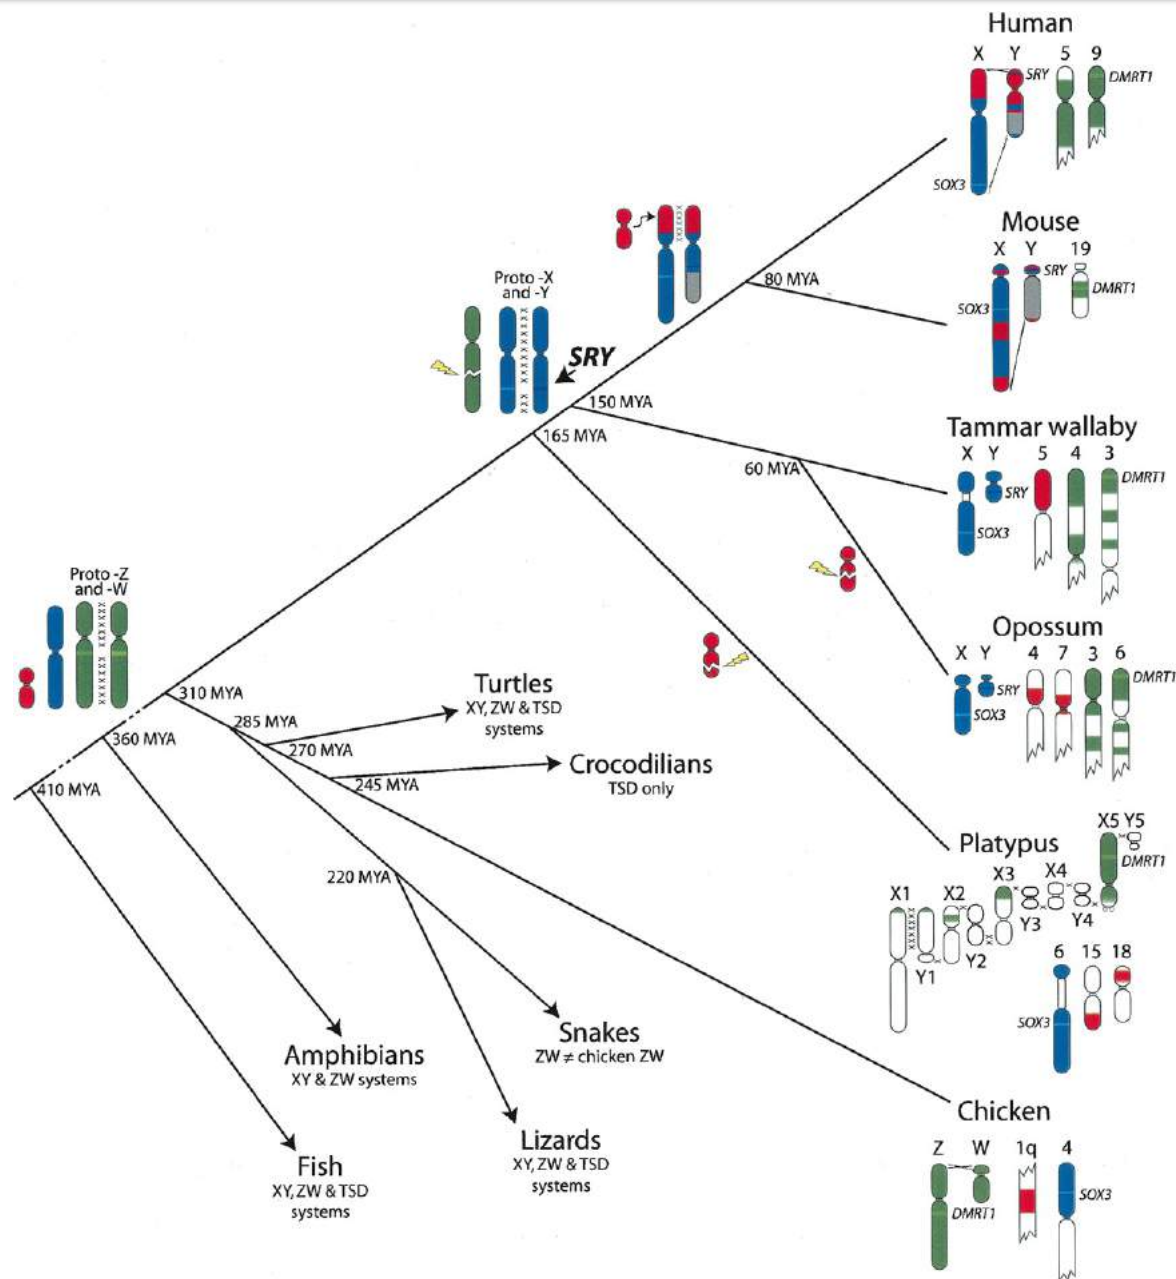 Human
X Y 5 9
SRY
DMRT1
SOX3
Mouse
X Y 19
SRY
DMRT1
SOX3
80 MYA
Proto -X
and -Y
SRY
150 MYA
165 MYA
Tammar wallaby
X Y 5 4 3
DMRT1
SRY
SOX3
60 MYA
Proto -Z
and -W
Opossum
X Y 4 7 3 6
DMRT1
SRY
SOX3
310 MYA
Turtles
XY, ZW & TSD
systems
285 MYA
360 MYA
270 MYA
Crocodilians
TSD only
245 MYA
410 MYA
Platypus
X5 Y5
DMRT1
X4
X3
X1 X2
Y3 Y4
Y2
Y1
6 15 18
SOX3
220 MYA
Snakes
ZW ≠ chicken ZW
Amphibians
XY & ZW systems
Chicken
Lizards
XY, ZW & TSD
systems
Fish
XY, ZW & TSD
systems
Z W 1q 4
SOX3
DMRT1